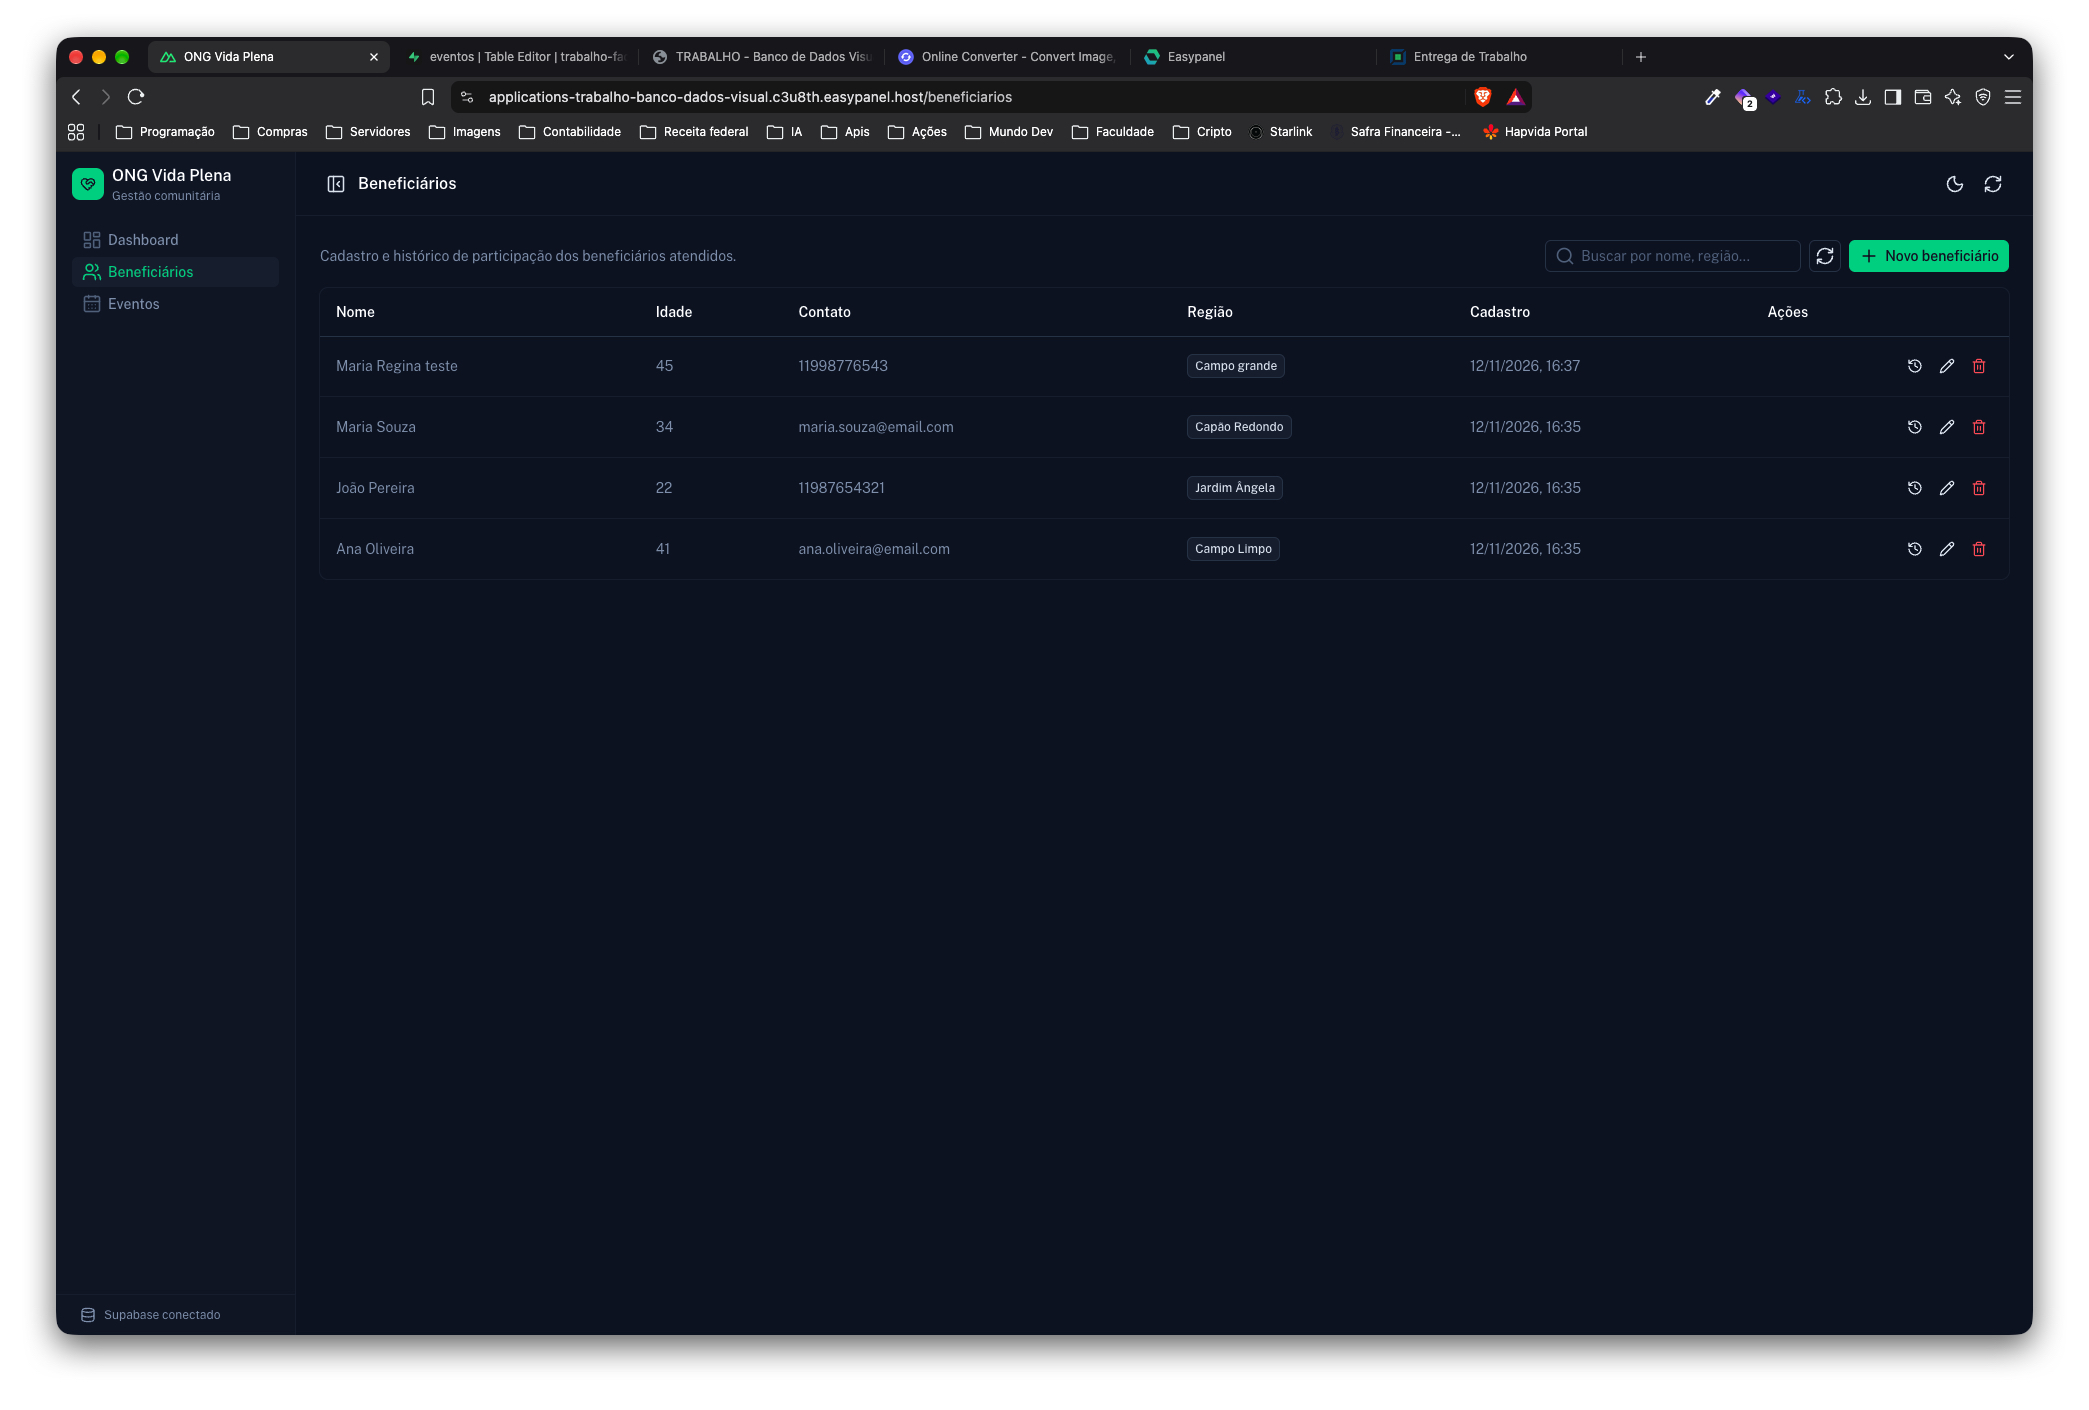 ONG Vida Plena
eventos | Table Editor | trabalho-fa
TRABALHO - Banco de Dados Visu
Online Converter - Convert Image,
Easypanel
Entrega de Trabalho
applications-trabalho-banco-dados-visual.c3u8th.easypanel.host/beneficiarios
2
Programação
Compras
Servidores
Imagens
Contabilidade
Receita federal
IA
Apis
Ações
Mundo Dev
Faculdade
Cripto
Starlink
Safra Financeira -...
Hapvida Portal
ONG Vida Plena
Gestão comunitária
Dashboard
Beneficiários
Eventos
Supabase conectado
Beneficiários
Cadastro e histórico de participação dos beneficiários atendidos.
Buscar por nome, região...
Novo beneficiário
Nome Idade Contato Região Cadastro Ações
Maria Regina teste 45 11998776543 Campo grande 12/11/2026, 16:37
Maria Souza 34 maria.souza@email.com Capão Redondo 12/11/2026, 16:35
João Pereira 22 11987654321 Jardim Ângela 12/11/2026, 16:35
Ana Oliveira 41 ana.oliveira@email.com Campo Limpo 12/11/2026, 16:35